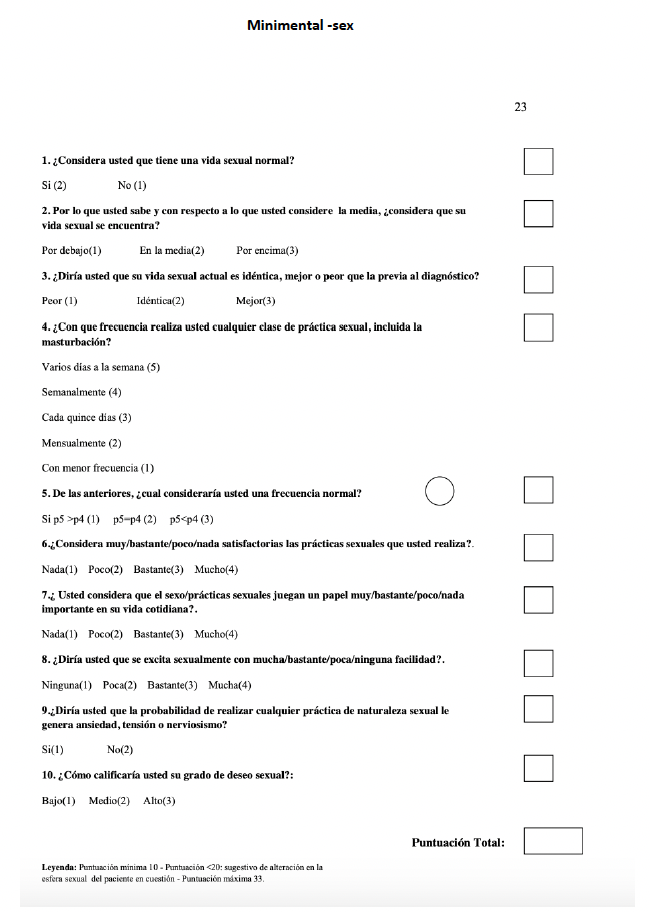 Minimental -sex
23
1. ¿Considera usted que tiene una vida sexual normal?
Si (2) No (1)
2. Por lo que usted sabe y con respecto a lo que usted considere la media, ¿considera que su
vida sexual se encuentra?
Por debajo(1) En la media(2) Por encima(3)
3. ¿Diría usted que su vida sexual actual es idéntica, mejor o peor que la previa al diagnóstico?
Peor (1) Idéntica(2) Mejor(3)
4. ¿Con que frecuencia realiza usted cualquier clase de práctica sexual, incluida la
masturbación?
Varios días a la semana (5)
Semanalmente (4)
Cada quince días (3)
Mensualmente (2)
Con menor frecuencia (1)
5. De las anteriores, ¿cual consideraría usted una frecuencia normal?
Si p5 >p4 (1) p5=p4 (2) p5<p4 (3)
6.¿Considera muy/bastante/poco/nada satisfactorias las prácticas sexuales que usted realiza?.
Nada(1) Poco(2) Bastante(3) Mucho(4)
7.¿ Usted considera que el sexo/prácticas sexuales juegan un papel muy/bastante/poco/nada
importante en su vida cotidiana?.
Nada(1) Poco(2) Bastante(3) Mucho(4)
8. ¿Diría usted que se excita sexualmente con mucha/bastante/poca/ninguna facilidad?.
Ninguna(1) Poca(2) Bastante(3) Mucha(4)
9.¿Diría usted que la probabilidad de realizar cualquier práctica de naturaleza sexual le
genera ansiedad, tensión o nerviosismo?
Si(1) No(2)
10. ¿Cómo calificaría usted su grado de deseo sexual?:
Bajo(1) Medio(2) Alto(3)
Puntuación Total:
Leyenda: Puntuación mínima 10 - Puntuación <20: sugestivo de alteración en la
esfera sexual del paciente en cuestión - Puntuación máxima 33.